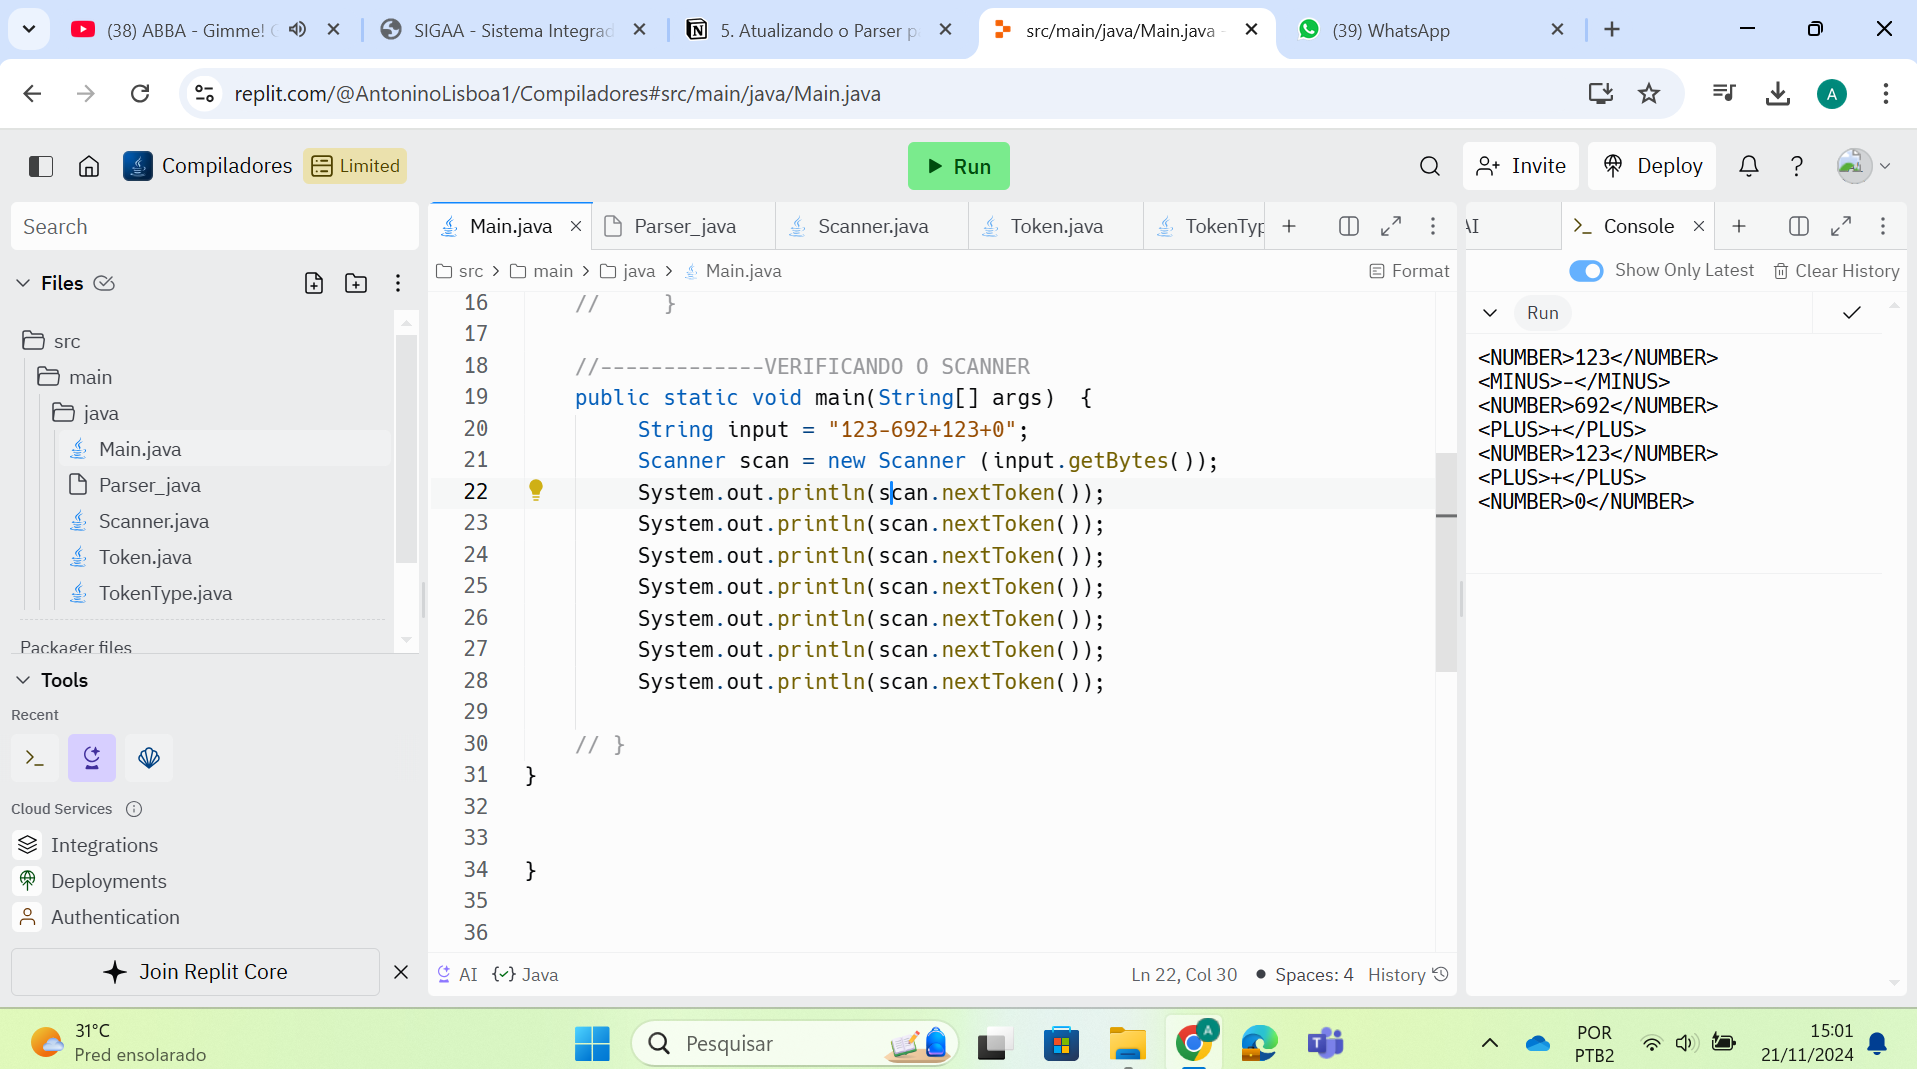 (38) ABBA - Gimme! G
SIGAA - Sistema Integrad
5. Atualizando o Parser p
src/main/java/Main.java -
(39) WhatsApp
replit.com/@AntoninoLisboa1/Compiladores#src/main/java/Main.java
A
Compiladores
Limited
Run
Invite
Deploy
Search
Main.java
Parser_java
Scanner.java
Token.java
TokenTyp
AI
Console
src > main > java > Main.java
Format
Show Only Latest
Clear History
Files
src
main
java
Main.java
Parser_java
Scanner.java
Token.java
TokenType.java
Packager files
Tools
Recent
Cloud Services
Integrations
Deployments
Authentication
Join Replit Core
16 // }
17
18 //-------------VERIFICANDO O SCANNER
19 public static void main(String[] args) {
20 String input = "123-692+123+0";
21 Scanner scan = new Scanner (input.getBytes());
22 System.out.println(scan.nextToken());
23 System.out.println(scan.nextToken());
24 System.out.println(scan.nextToken());
25 System.out.println(scan.nextToken());
26 System.out.println(scan.nextToken());
27 System.out.println(scan.nextToken());
28 System.out.println(scan.nextToken());
29
30 // }
31 }
32
33
34 }
35
36
AI
Java
Ln 22, Col 30
Spaces: 4
History
Run
<NUMBER>123</NUMBER>
<MINUS>-</MINUS>
<NUMBER>692</NUMBER>
<PLUS>+</PLUS>
<NUMBER>123</NUMBER>
<PLUS>+</PLUS>
<NUMBER>0</NUMBER>
31°C
Pred ensolarado
Pesquisar
A
POR
PTB2
15:01
21/11/2024